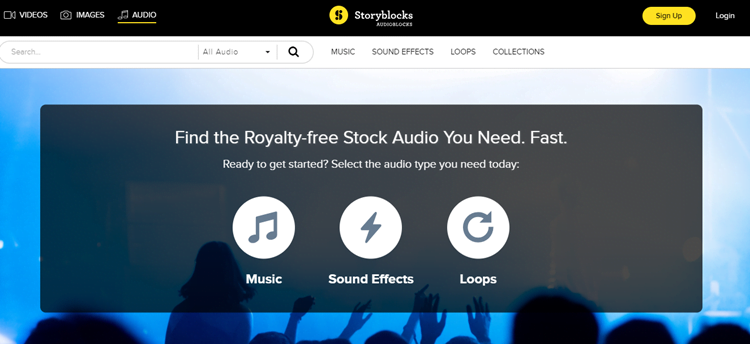 VIDEOS
IMAGES
AUDIO
Storyblocks
AUDIOBLOCKS
Sign Up
Login
Search...
All Audio
MUSIC
SOUND EFFECTS
LOOPS
COLLECTIONS
Find the Royalty-free Stock Audio You Need. Fast.
Ready to get started? Select the audio type you need today:
Music
Sound Effects
Loops